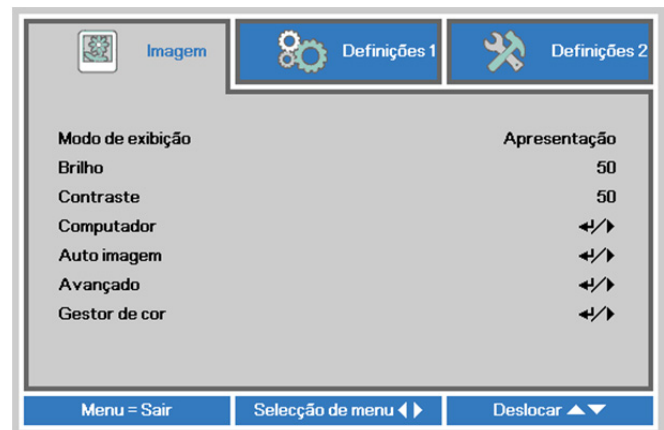 Imagem Definições 1 Definições 2
Modo de exibição Apresentação
Brilho 50
Contraste 50
Computador ↵/▶
Auto imagem ↵/▶
Avançado ↵/▶
Gestor de cor ↵/▶
Menu = Sair Selecção de menu ◀▶ Deslocar ▲▼